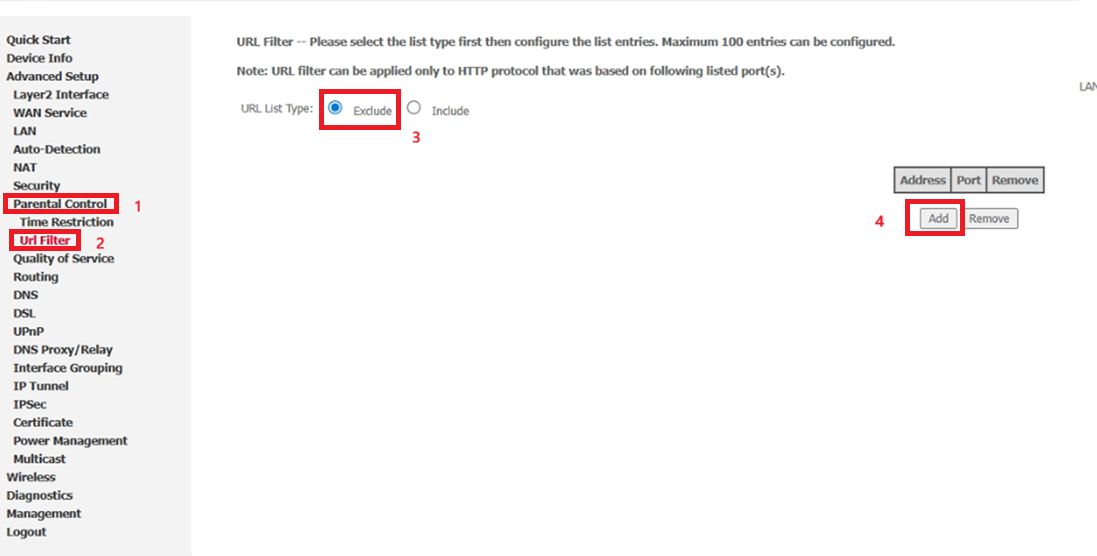 Quick Start
Device Info
Advanced Setup
Layer2 Interface
WAN Service
LAN
Auto-Detection
NAT
Security
Parental Control 1
Time Restriction
Url Filter 2
Quality of Service
Routing
DNS
DSL
UPnP
DNS Proxy/Relay
Interface Grouping
IP Tunnel
IPSec
Certificate
Power Management
Multicast
Wireless
Diagnostics
Management
Logout
URL Filter -- Please select the list type first then configure the list entries. Maximum 100 entries can be configured.
Note: URL filter can be applied only to HTTP protocol that was based on following listed port(s).
LAN
URL List Type: Exclude Include
3
Address Port Remove
4 Add Remove